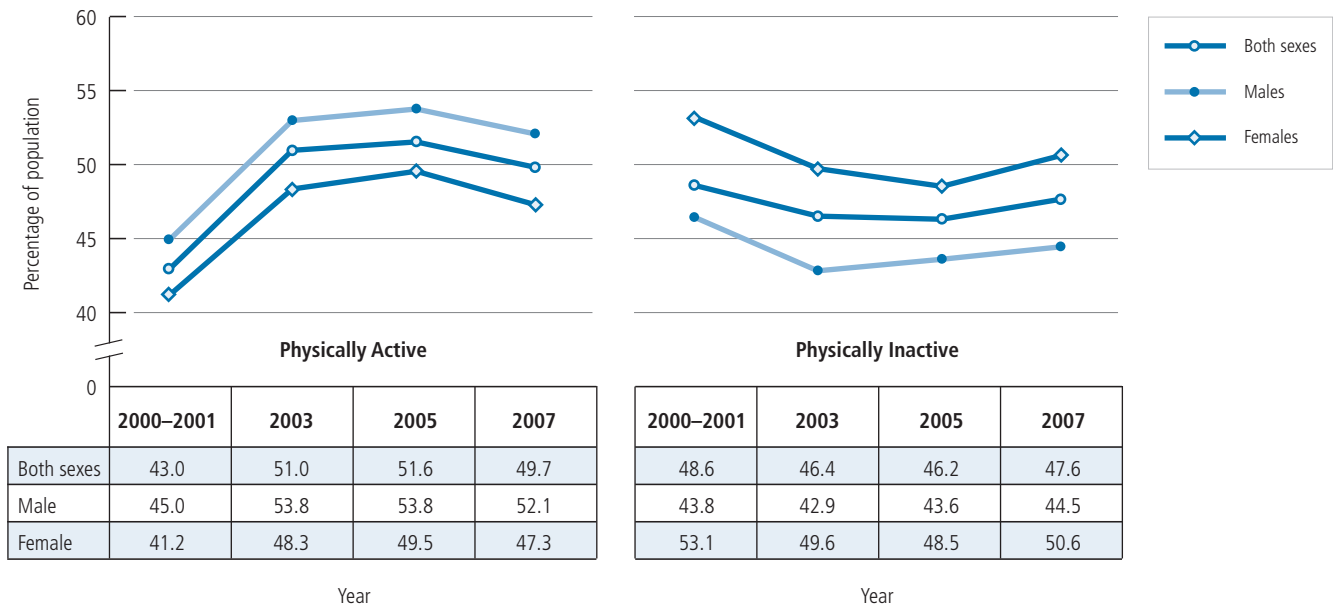 Percentage of population
60
55
50
45
40
0
Both sexes
Males
Females
Physically Active
2000–2001 2003 2005 2007
Both sexes 43.0 51.0 51.6 49.7
Male 45.0 53.8 53.8 52.1
Female 41.2 48.3 49.5 47.3
Year
Physically Inactive
2000–2001 2003 2005 2007
48.6 46.4 46.2 47.6
43.8 42.9 43.6 44.5
53.1 49.6 48.5 50.6
Year